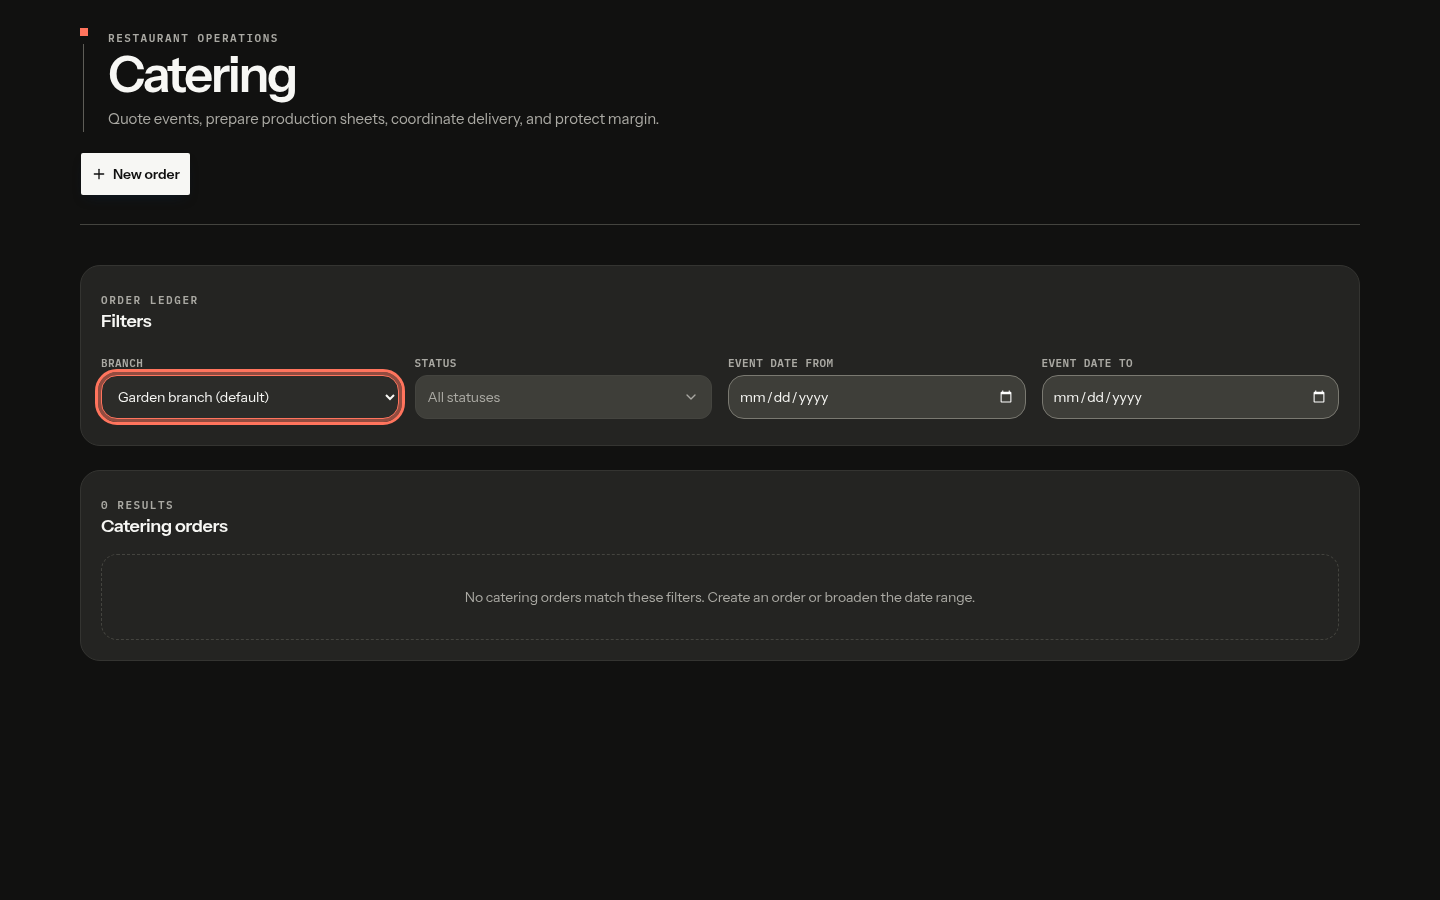 RESTAURANT OPERATIONS
Catering
Quote events, prepare production sheets, coordinate delivery, and protect margin.
New order
ORDER LEDGER
Filters
BRANCH
Garden branch (default)
STATUS
All statuses
EVENT DATE FROM
mm/dd/yyyy
EVENT DATE TO
mm/dd/yyyy
0 RESULTS
Catering orders
No catering orders match these filters. Create an order or broaden the date range.